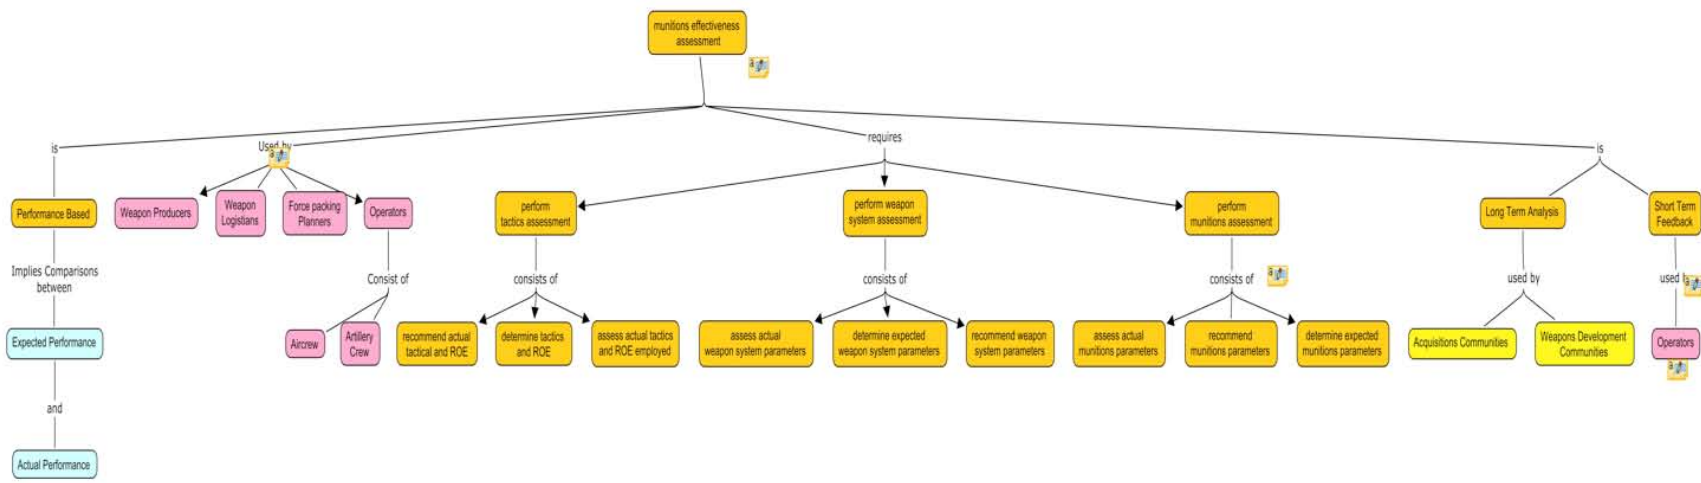 munitions effectiveness
assessment
is
Used by
requires
is
Performance Based
Weapon Producers
Weapon
Logistians
Force packing
Planners
Operators
perform
tactics assessment
perform weapon
system assessment
perform
munitions assessment
Long Term Analysis
Short Term
Feedback
Implies Comparisons
between
Consist of
consists of
consists of
consists of
used by
used
Expected Performance
Aircrew
Artillery
Crew
recommend actual
tactical and ROE
determine tactics
and ROE
assess actual tactics
and ROE employed
assess actual
weapon system parameters
determine expected
weapon system parameters
recommend weapon
system parameters
assess actual
munitions parameters
recommend
munitions parameters
determine expected
munitions parameters
Acquisitions Communities
Weapons Development
Communities
Operators
and
Actual Performance